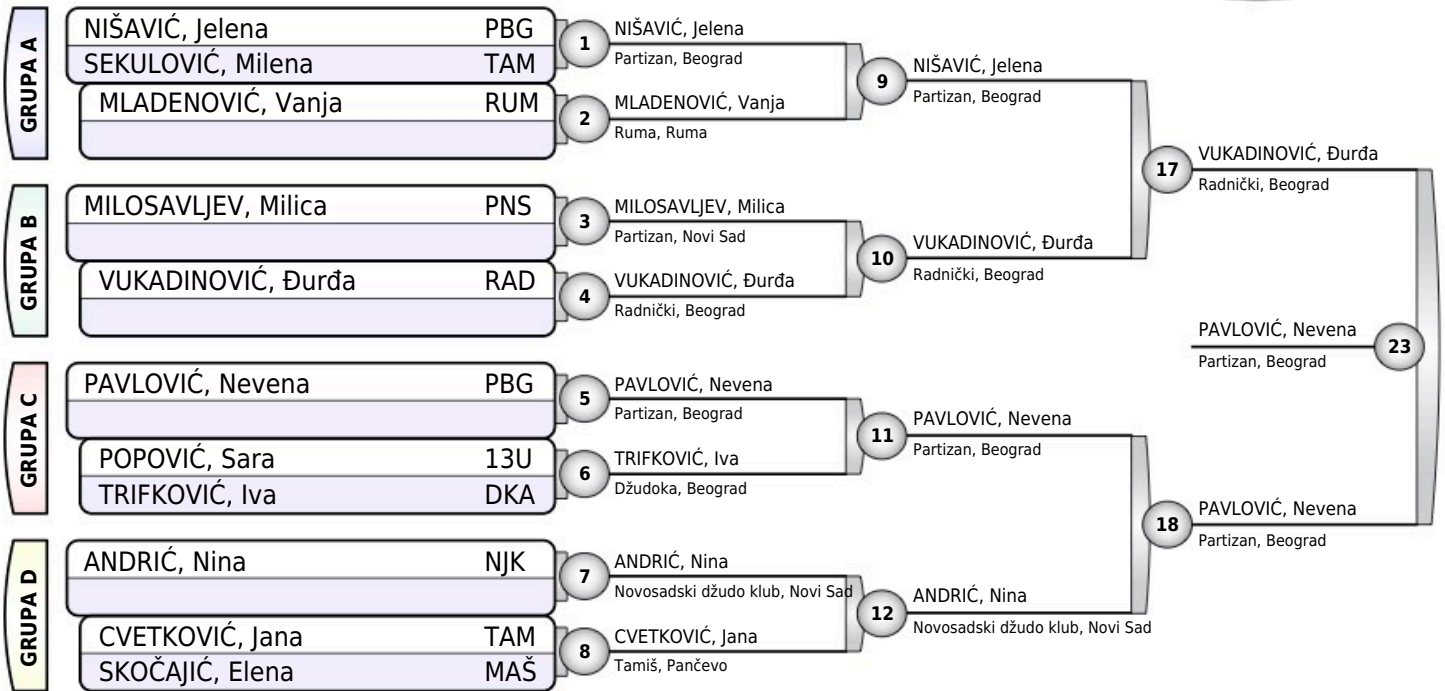 GRUPA A
NIŠAVIĆ, Jelena PBG
SEKULOVIĆ, Milena TAM
MLADENOVIĆ, Vanja RUM
GRUPA B
MILOSAVLJEV, Milica PNS
VUKADINOVIĆ, Đurđa RAD
GRUPA C
PAVLOVIĆ, Nevena PBG
POPOVIĆ, Sara 13U
TRIFKOVIĆ, Iva DKA
GRUPA D
ANDRIĆ, Nina NJK
CVETKOVIĆ, Jana TAM
SKOČAJIĆ, Elena MAŠ
1
NIŠAVIĆ, Jelena
Partizan, Beograd
2
MLADENOVIĆ, Vanja
Ruma, Ruma
3
MILOSAVLJEV, Milica
Partizan, Novi Sad
4
VUKADINOVIĆ, Đurđa
Radnički, Beograd
5
PAVLOVIĆ, Nevena
Partizan, Beograd
6
TRIFKOVIĆ, Iva
Džudoka, Beograd
7
ANDRIĆ, Nina
Novosadski džudo klub, Novi Sad
8
CVETKOVIĆ, Jana
Tamiš, Pančevo
9
NIŠAVIĆ, Jelena
Partizan, Beograd
10
VUKADINOVIĆ, Đurđa
Radnički, Beograd
11
PAVLOVIĆ, Nevena
Partizan, Beograd
12
ANDRIĆ, Nina
Novosadski džudo klub, Novi Sad
17
VUKADINOVIĆ, Đurđa
Radnički, Beograd
18
PAVLOVIĆ, Nevena
Partizan, Beograd
PAVLOVIĆ, Nevena
Partizan, Beograd
23